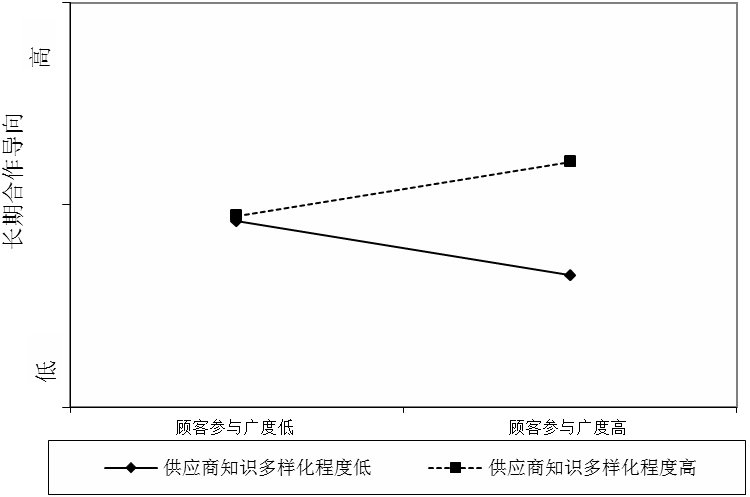 高
长期合作导向
低
顾客参与广度低
顾客参与广度高
供应商知识多样化程度低
供应商知识多样化程度高